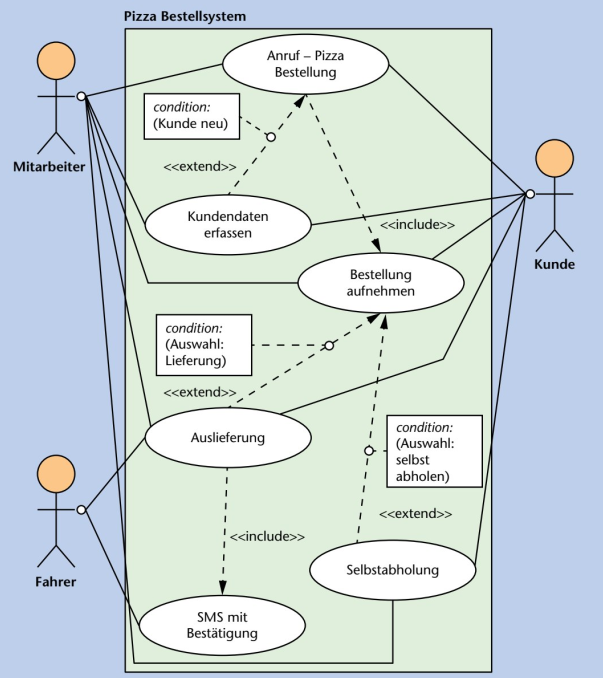 Pizza Bestellsystem
Anruf – Pizza
Bestellung
condition:
(Kunde neu)
<<extend>>
Mitarbeiter
Kundendaten
erfassen
<<include>>
Kunde
Bestellung
aufnehmen
condition:
(Auswahl:
Lieferung)
<<extend>>
Auslieferung
condition:
(Auswahl:
selbst
abholen)
<<extend>>
<<include>>
Fahrer
Selbstabholung
SMS mit
Bestätigung